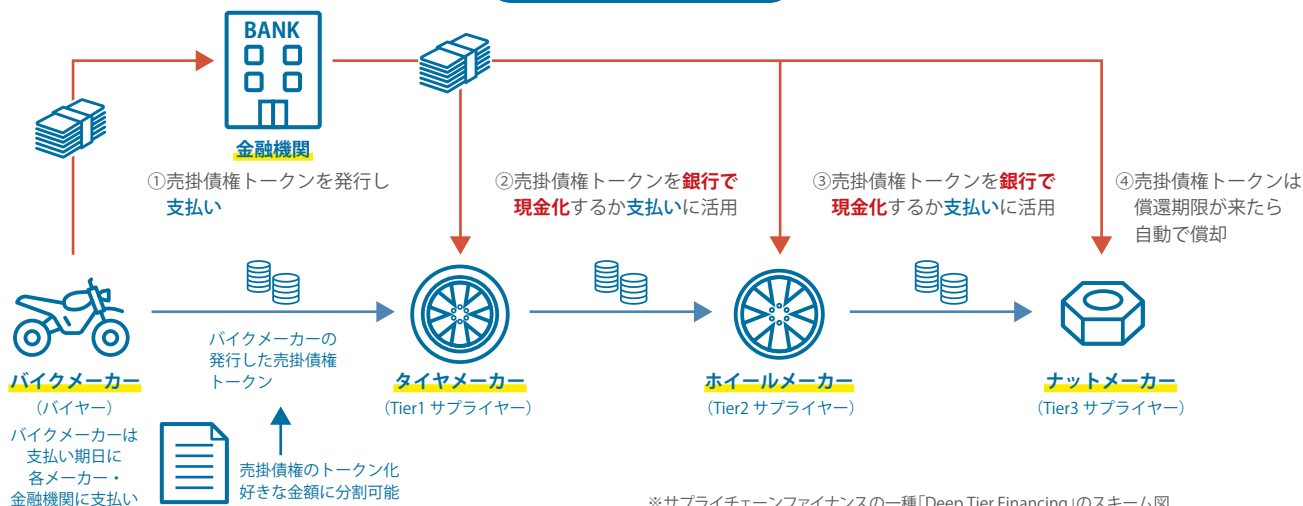 BANK
金融機関
①売掛債権トークンを発行し
支払い
②売掛債権トークンを銀行で
現金化するか支払いに活用
③売掛債権トークンを銀行で
現金化するか支払いに活用
④売掛債権トークンは
償還期限が来たら
自動で償却
バイクメーカーの
発行した売掛債権
トークン
バイクメーカー
（バイヤー）
バイクメーカーは
支払い期日に
各メーカー・
金融機関に支払い
売掛債権のトークン化
好きな金額に分割可能
タイヤメーカー
（Tier1 サプライヤー）
ホイールメーカー
（Tier2 サプライヤー）
ナットメーカー
（Tier3 サプライヤー）
※サプライチェーンファイナンスの一種「Deep Tier Financing」のスキーム図